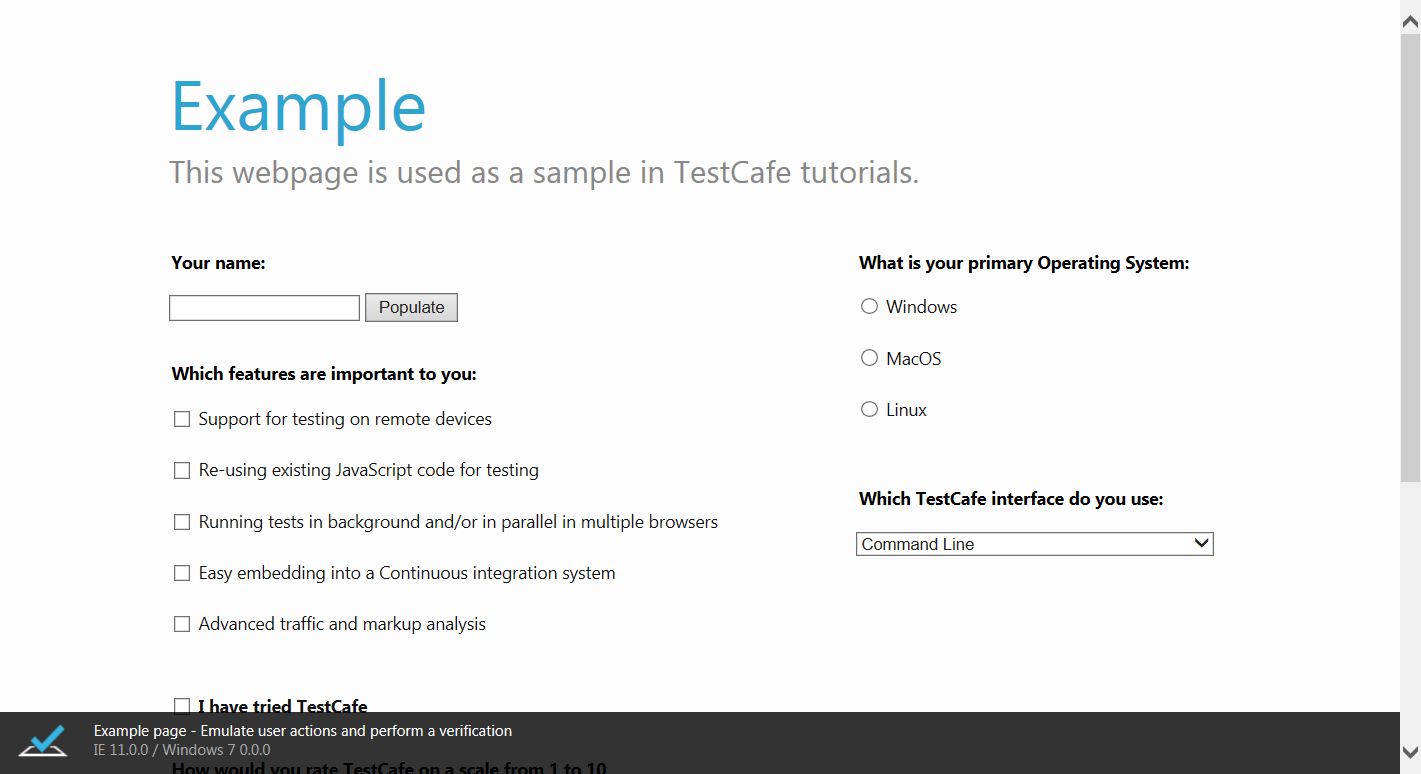 Example
This webpage is used as a sample in TestCafe tutorials.
Your name:
Populate
Which features are important to you:
Support for testing on remote devices
Re-using existing JavaScript code for testing
Running tests in background and/or in parallel in multiple browsers
Easy embedding into a Continuous integration system
Advanced traffic and markup analysis
What is your primary Operating System:
Windows
MacOS
Linux
Which TestCafe interface do you use:
Command Line
I have tried TestCafe
Example page - Emulate user actions and perform a verification
IE 11.0.0 / Windows 7 0.0.0
How would you rate TestCafe on a scale from 1 to 10